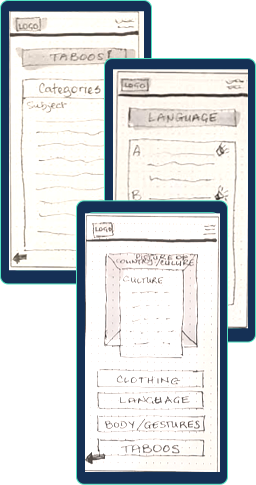 LOGO
TABOOS!
Categories
Subject
LOGO
LANGUAGE
A
B
LOGO
PICTURE OF
COUNTRY/CULTURE
CULTURE
CLOTHING
LANGUAGE
BODY/GESTURES
TABOOS